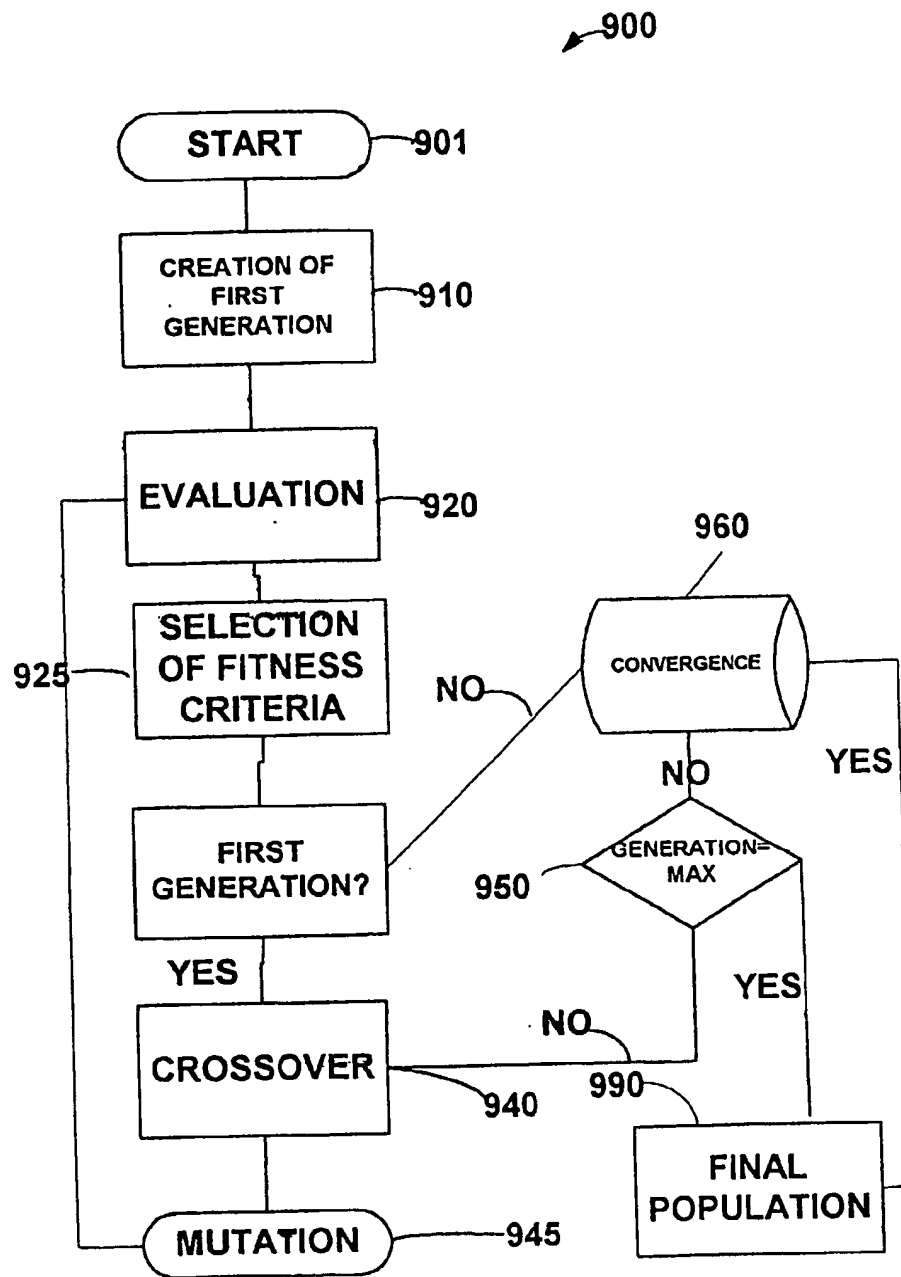 900
START
901
CREATION OF
FIRST
GENERATION
910
EVALUATION
920
SELECTION
OF FITNESS
CRITERIA
925
FIRST
GENERATION?
NO
YES
CROSSOVER
940
MUTATION
945
960
CONVERGENCE
NO
YES
GENERATION=
MAX
950
YES
NO
990
FINAL
POPULATION